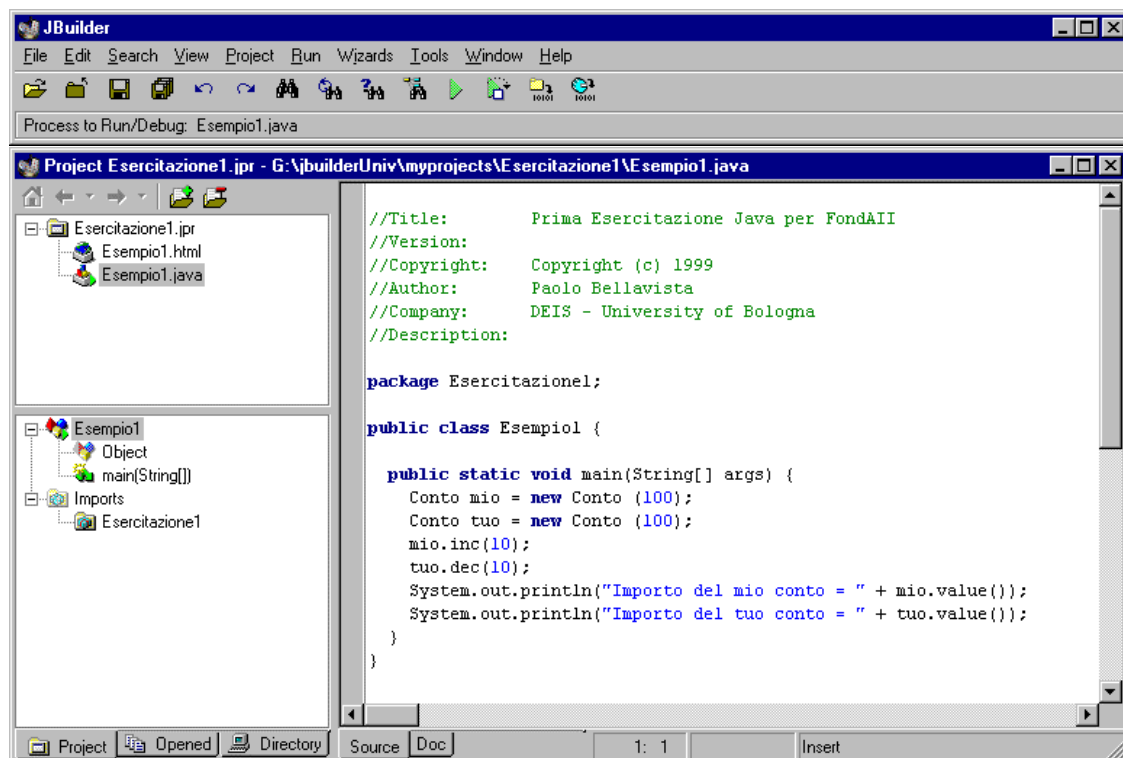 JBuilder
File Edit Search View Project Run Wizards Tools Window Help
Process to Run/Debug: Esempio1.java
Project Esercitazione1.jpr - G:\jbuilderUniv\myprojects\Esercitazione1\Esempio1.java
Esercitazione1.jpr
Esempio1.html
Esempio1.java
Esempio1
Object
main(String[])
Imports
Esercitazione1
//Title: Prima Esercitazione Java per FondAII
//Version:
//Copyright: Copyright (c) 1999
//Author: Paolo Bellavista
//Company: DEIS - University of Bologna
//Description:
package Esercitazione1;
public class Esempio1 {
public static void main(String[] args) {
Conto mio = new Conto (100);
Conto tuo = new Conto (100);
mio.inc(10);
tuo.dec(10);
System.out.println("Importo del mio conto = " + mio.value());
System.out.println("Importo del tuo conto = " + tuo.value());
}
}
Project Opened Directory
Source Doc 1: 1 Insert